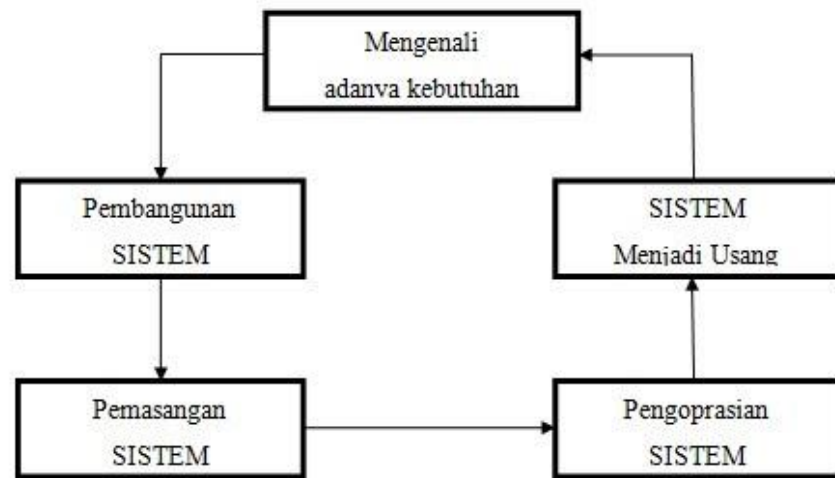 Mengenali
adanya kebutuhan
Pembangunan
SISTEM
SISTEM
Menjadi Usang
Pemasangan
SISTEM
Pengoprasian
SISTEM